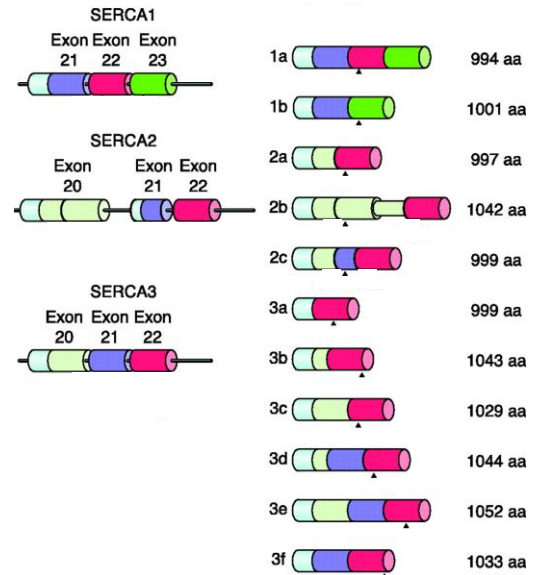 SERCA1
Exon Exon Exon
21 22 23
SERCA2
Exon Exon Exon
20 21 22
SERCA3
Exon Exon Exon
20 21 22
1a 994 aa
1b 1001 aa
2a 997 aa
2b 1042 aa
2c 999 aa
3a 999 aa
3b 1043 aa
3c 1029 aa
3d 1044 aa
3e 1052 aa
3f 1033 aa